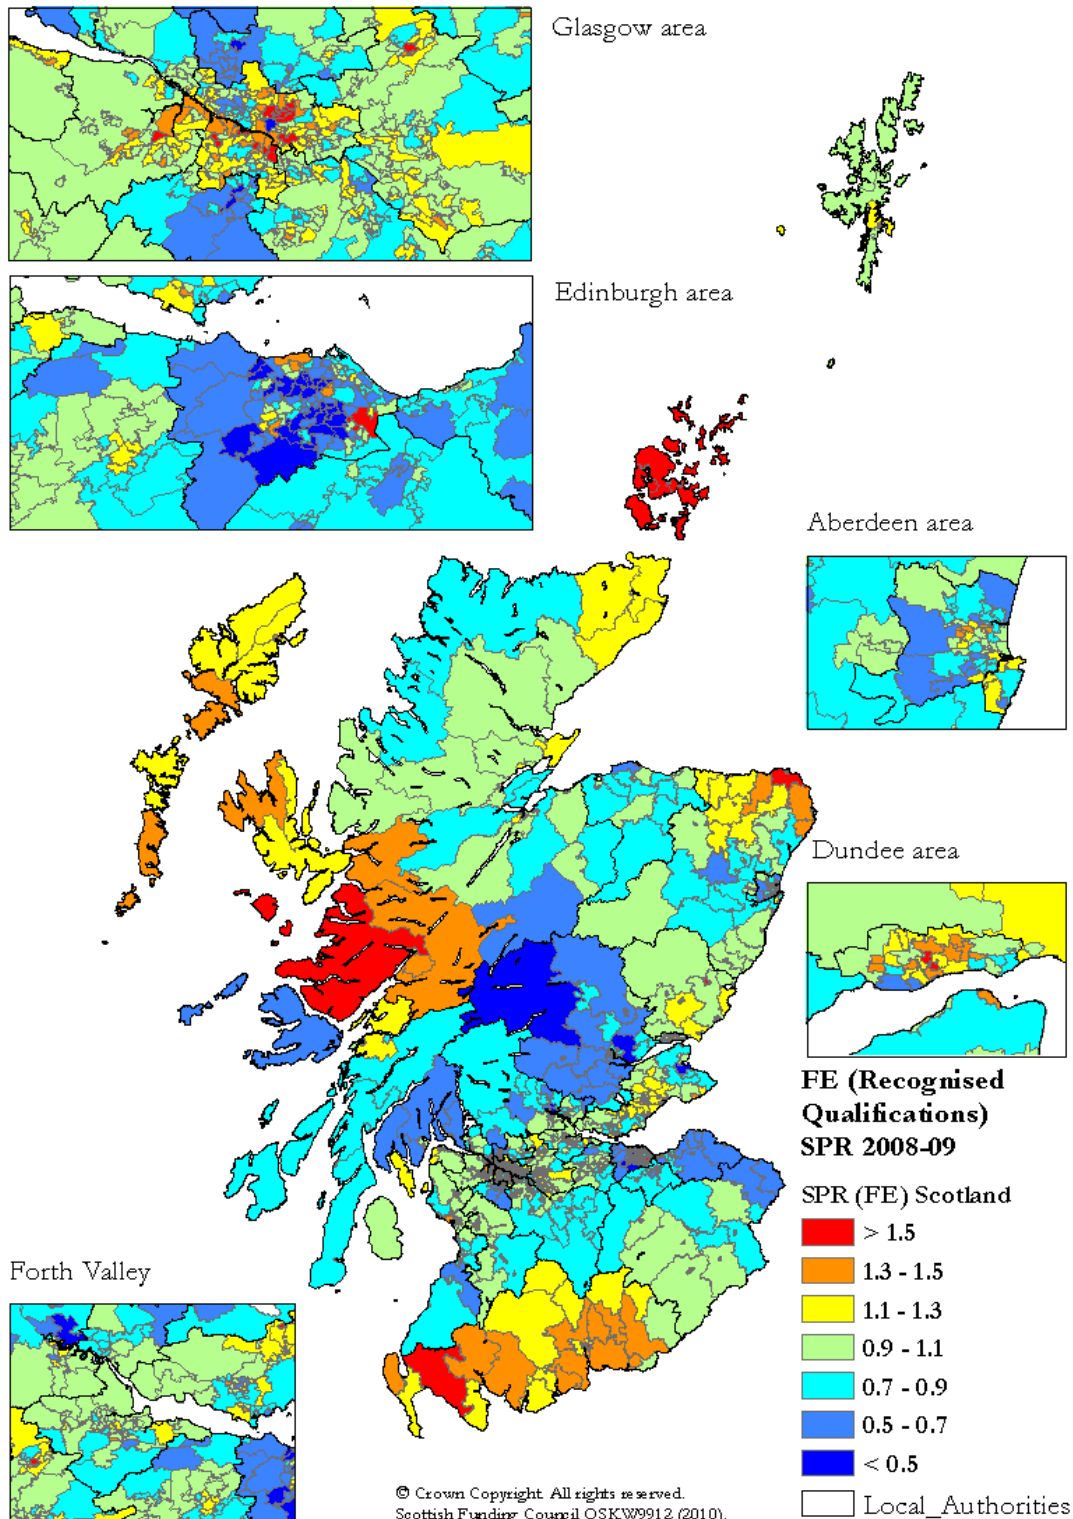 Glasgow area
Edinburgh area
Aberdeen area
Dundee area
FE (Recognised
Qualifications)
SPR 2008-09
SPR (FE) Scotland
> 1.5
1.3 - 1.5
1.1 - 1.3
0.9 - 1.1
0.7 - 0.9
0.5 - 0.7
< 0.5
Local_Authorities
Forth Valley
© Crown Copyright. All rights reserved.
Scottish Funding Council OSKW9912 (2010).